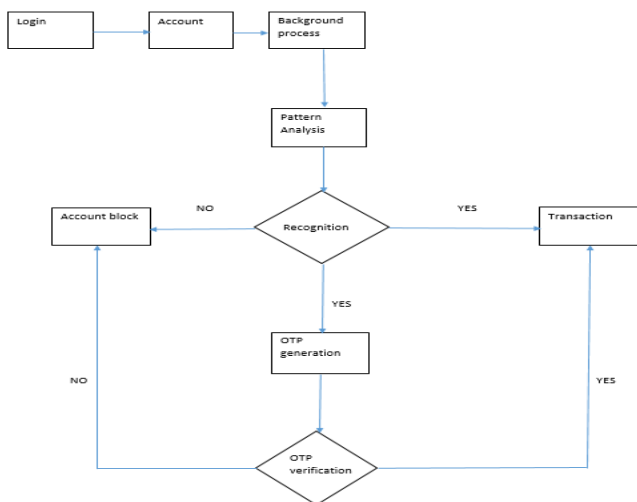 Login
Account
Background
process
Pattern
Analysis
NO
YES
Account block
Recognition
Transaction
YES
OTP
generation
NO
YES
OTP
verification